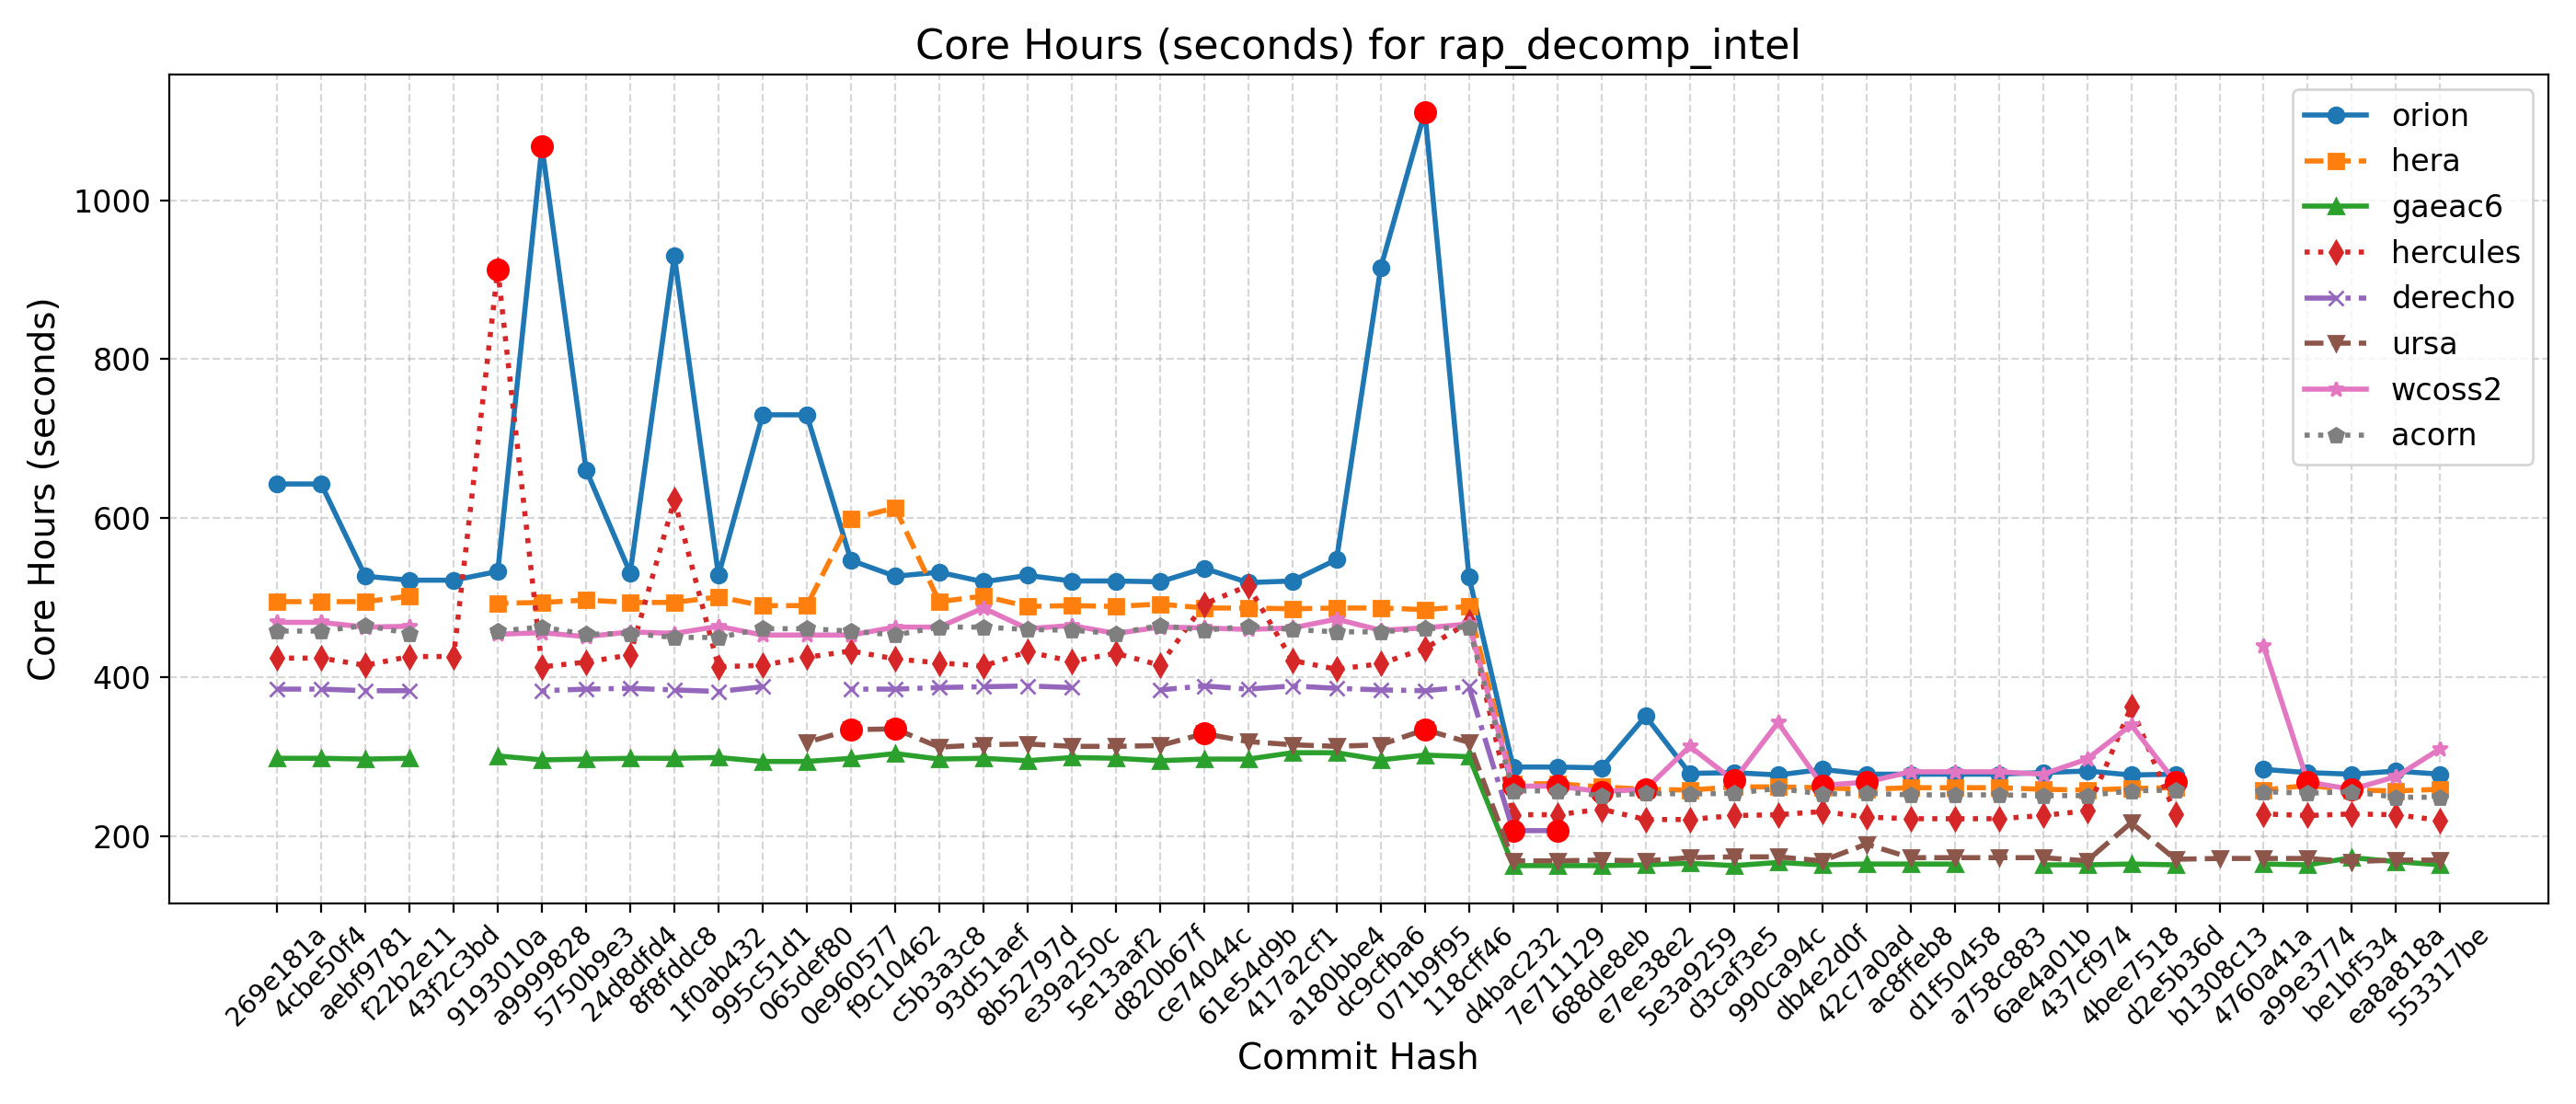 Core Hours (seconds) for rap_decomp_intel
Core Hours (seconds)
1000
800
600
400
200
orion
hera
gaeac6
hercules
derecho
ursa
wcoss2
acorn
269e181a
4cbe50f4
aebf9781
f22b2e11
43f2c3bd
9193010a
a9999828
5750b9e3
24d8dfd4
8f8fddc8
1f0ab432
995c51d1
065def80
0e960577
f9c10462
c5b3a3c8
93d51aef
8b52797d
e39a250c
5e13aaf2
d820b67f
ce74044c
61e54d9b
417a2cf1
a180bbe4
dc9cfba6
071b9f95
118cff46
d4bac232
7e711129
688de8eb
e7ee38e2
5e3a9259
d3caf3e5
990ca94c
db4e2d0f
42c7a0ad
ac8ffeb8
d1f50458
a758c883
6ae4a01b
437cf974
4bee7518
d2e5b36d
b1308c13
4760a41a
a99e3774
be1bf534
ea8a818a
553317be
Commit Hash